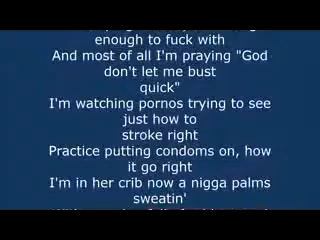 enough to fuck with
And most of all I'm praying "God
don't let me bust
quick"
I'm watching pornos trying to see
just how to
stroke right
Practice putting condoms on, how
it go right
I'm in her crib now a nigga palms
sweatin'